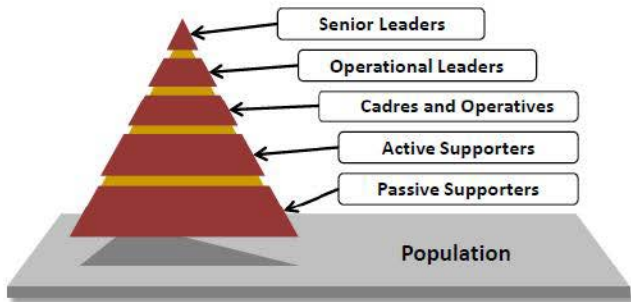 Senior Leaders
Operational Leaders
Cadres and Operatives
Active Supporters
Passive Supporters
Population